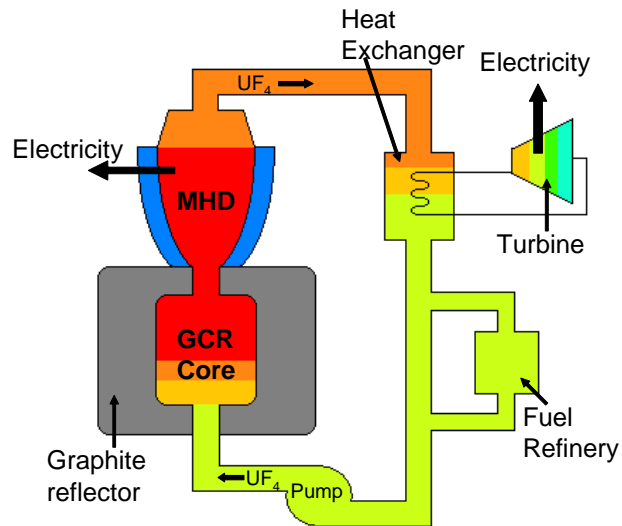 Heat
Exchanger
Electricity
UF₄
Electricity
MHD
Turbine
GCR
Core
Fuel
Refinery
Graphite
reflector
UF₄
Pump